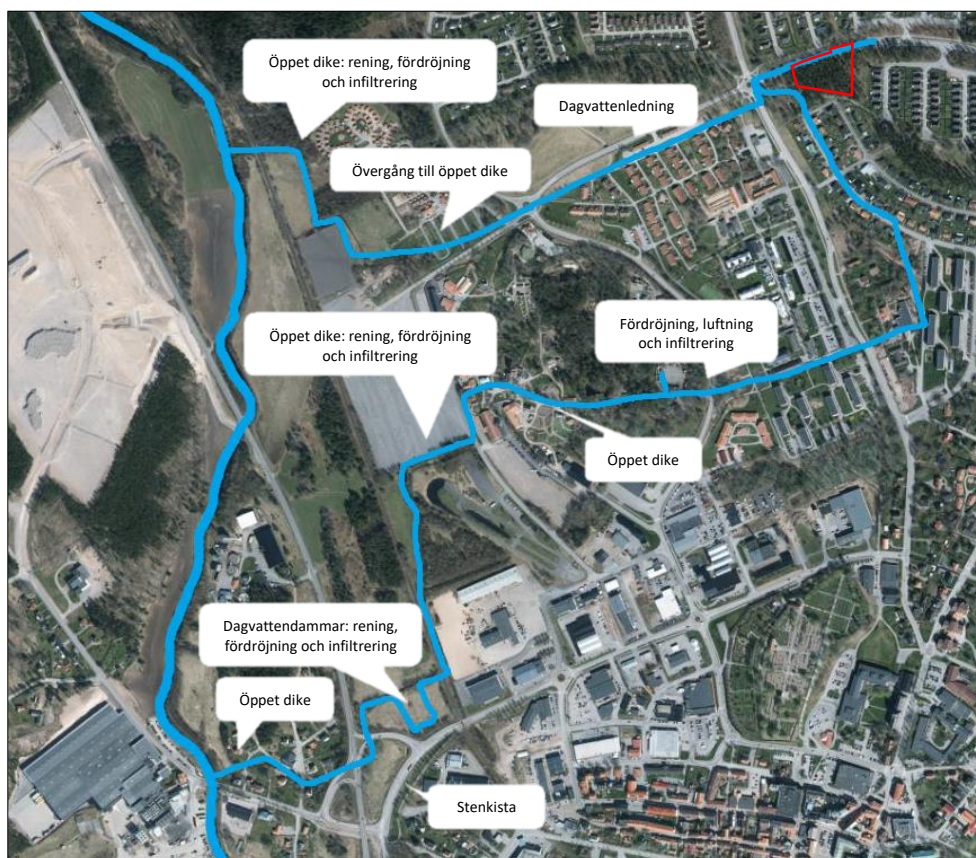 Öppet dike: rening, fördröjning
och infiltrering
Dagvattenledning
Övergång till öppet dike
Öppet dike: rening, fördröjning
och infiltrering
Fördröjning, luftning
och infiltrering
Öppet dike
Dagvattendammar: rening,
fördröjning och infiltrering
Öppet dike
Stenkista